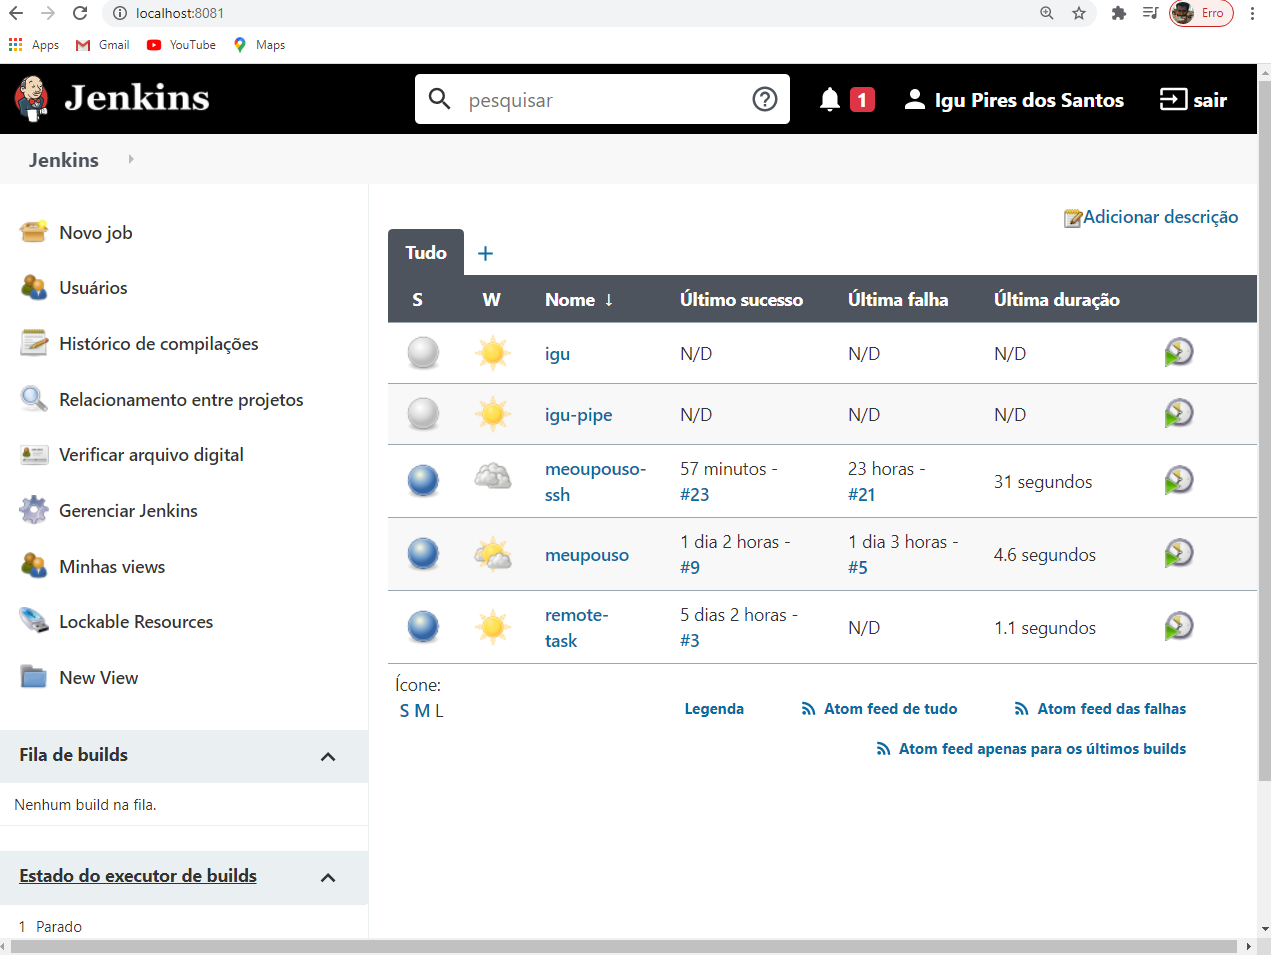 localhost:8081
Erro
Apps Gmail YouTube Maps
Jenkins
pesquisar
1
Igu Pires dos Santos
sair
Jenkins
Novo job
Usuários
Histórico de compilações
Relacionamento entre projetos
Verificar arquivo digital
Gerenciar Jenkins
Minhas views
Lockable Resources
New View
Fila de builds
Nenhum build na fila.
Estado do executor de builds
1 Parado
Adicionar descrição
Tudo +
S W Nome ↓ Último sucesso Última falha Última duração
igu N/D N/D N/D
igu-pipe N/D N/D N/D
meoupouso- 57 minutos - 23 horas - 31 segundos
ssh #23 #21
meupouso 1 dia 2 horas - 1 dia 3 horas - 4.6 segundos
#9 #5
remote- 5 dias 2 horas - N/D 1.1 segundos
task #3
Ícone:
S M L
Legenda Atom feed de tudo Atom feed das falhas
Atom feed apenas para os últimos builds